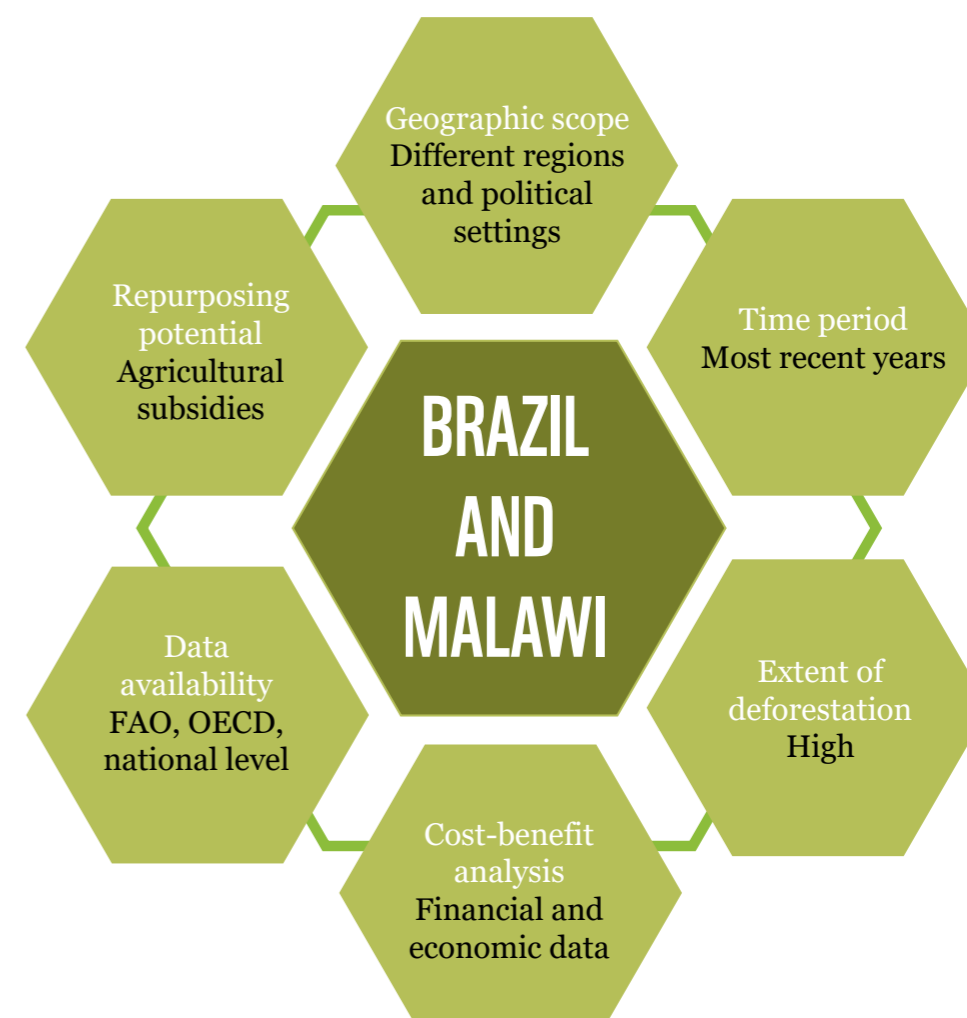 Geographic scope
Different regions
and political
settings
Repurposing
potential
Agricultural
subsidies
Time period
Most recent years
BRAZIL
AND
MALAWI
Data
availability
FAO, OECD,
national level
Extent of
deforestation
High
Cost-benefit
analysis
Financial and
economic data